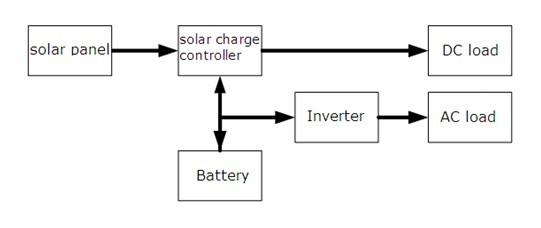 solar panel
solar charge
controller
DC load
Inverter
AC load
Battery